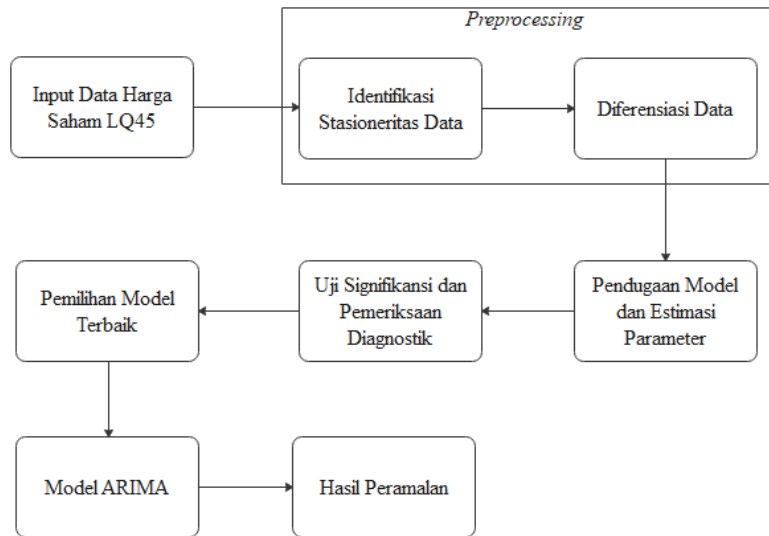 Preprocessing
Input Data Harga
Saham LQ45
Identifikasi
Stasioneritas Data
Diferensiasi Data
Pendugaan Model
dan Estimasi
Parameter
Uji Signifikansi dan
Pemeriksaan
Diagnostik
Pemilihan Model
Terbaik
Model ARIMA
Hasil Peramalan